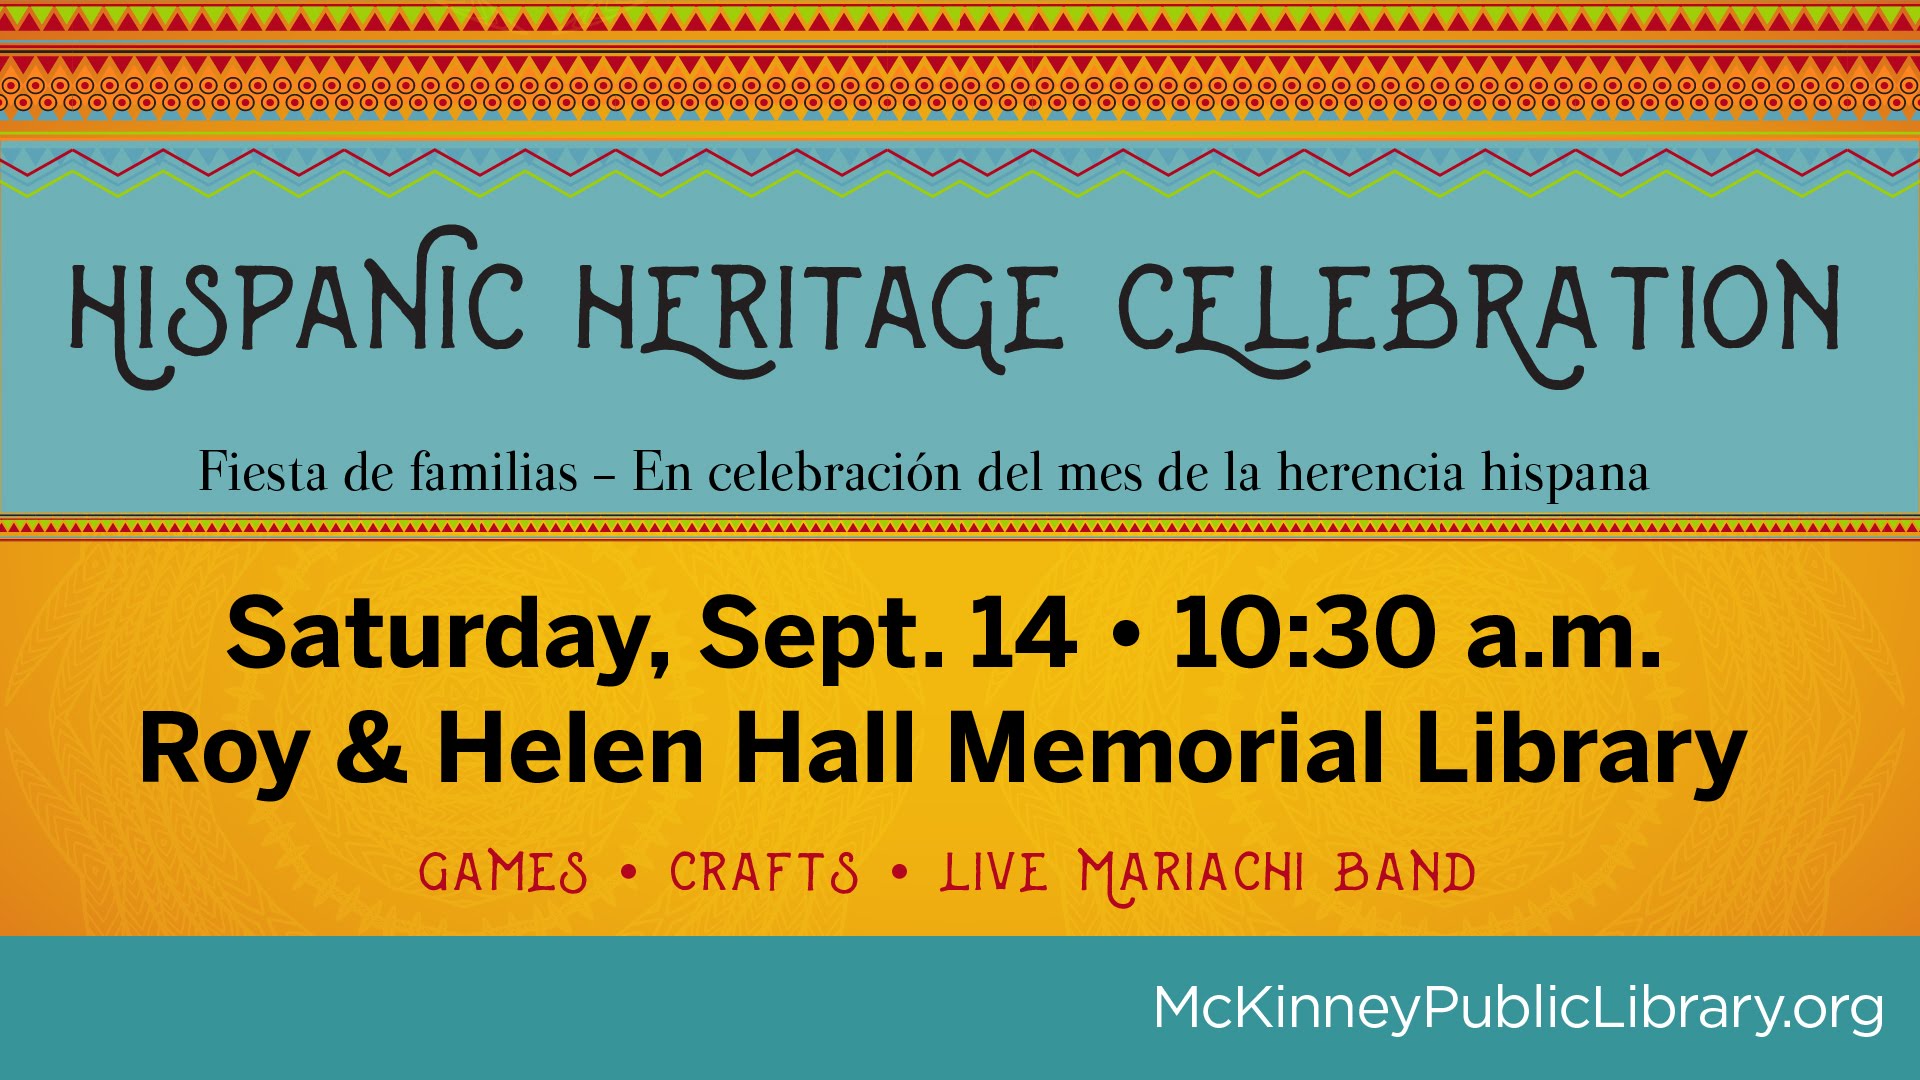 HISPANIC HERITAGE CELEBRATION
Fiesta de familias – En celebración del mes de la herencia hispana
Saturday, Sept. 14 • 10:30 a.m.
Roy & Helen Hall Memorial Library
GAMES • CRAFTS • LIVE MARIACHI BAND
McKinneyPublicLibrary.org